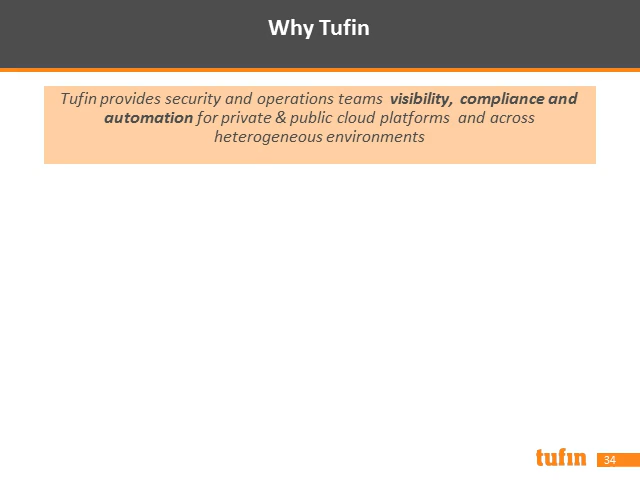 Why Tufin
Tufin provides security and operations teams visibility, compliance and
automation for private & public cloud platforms and across
heterogeneous environments
tufin
34